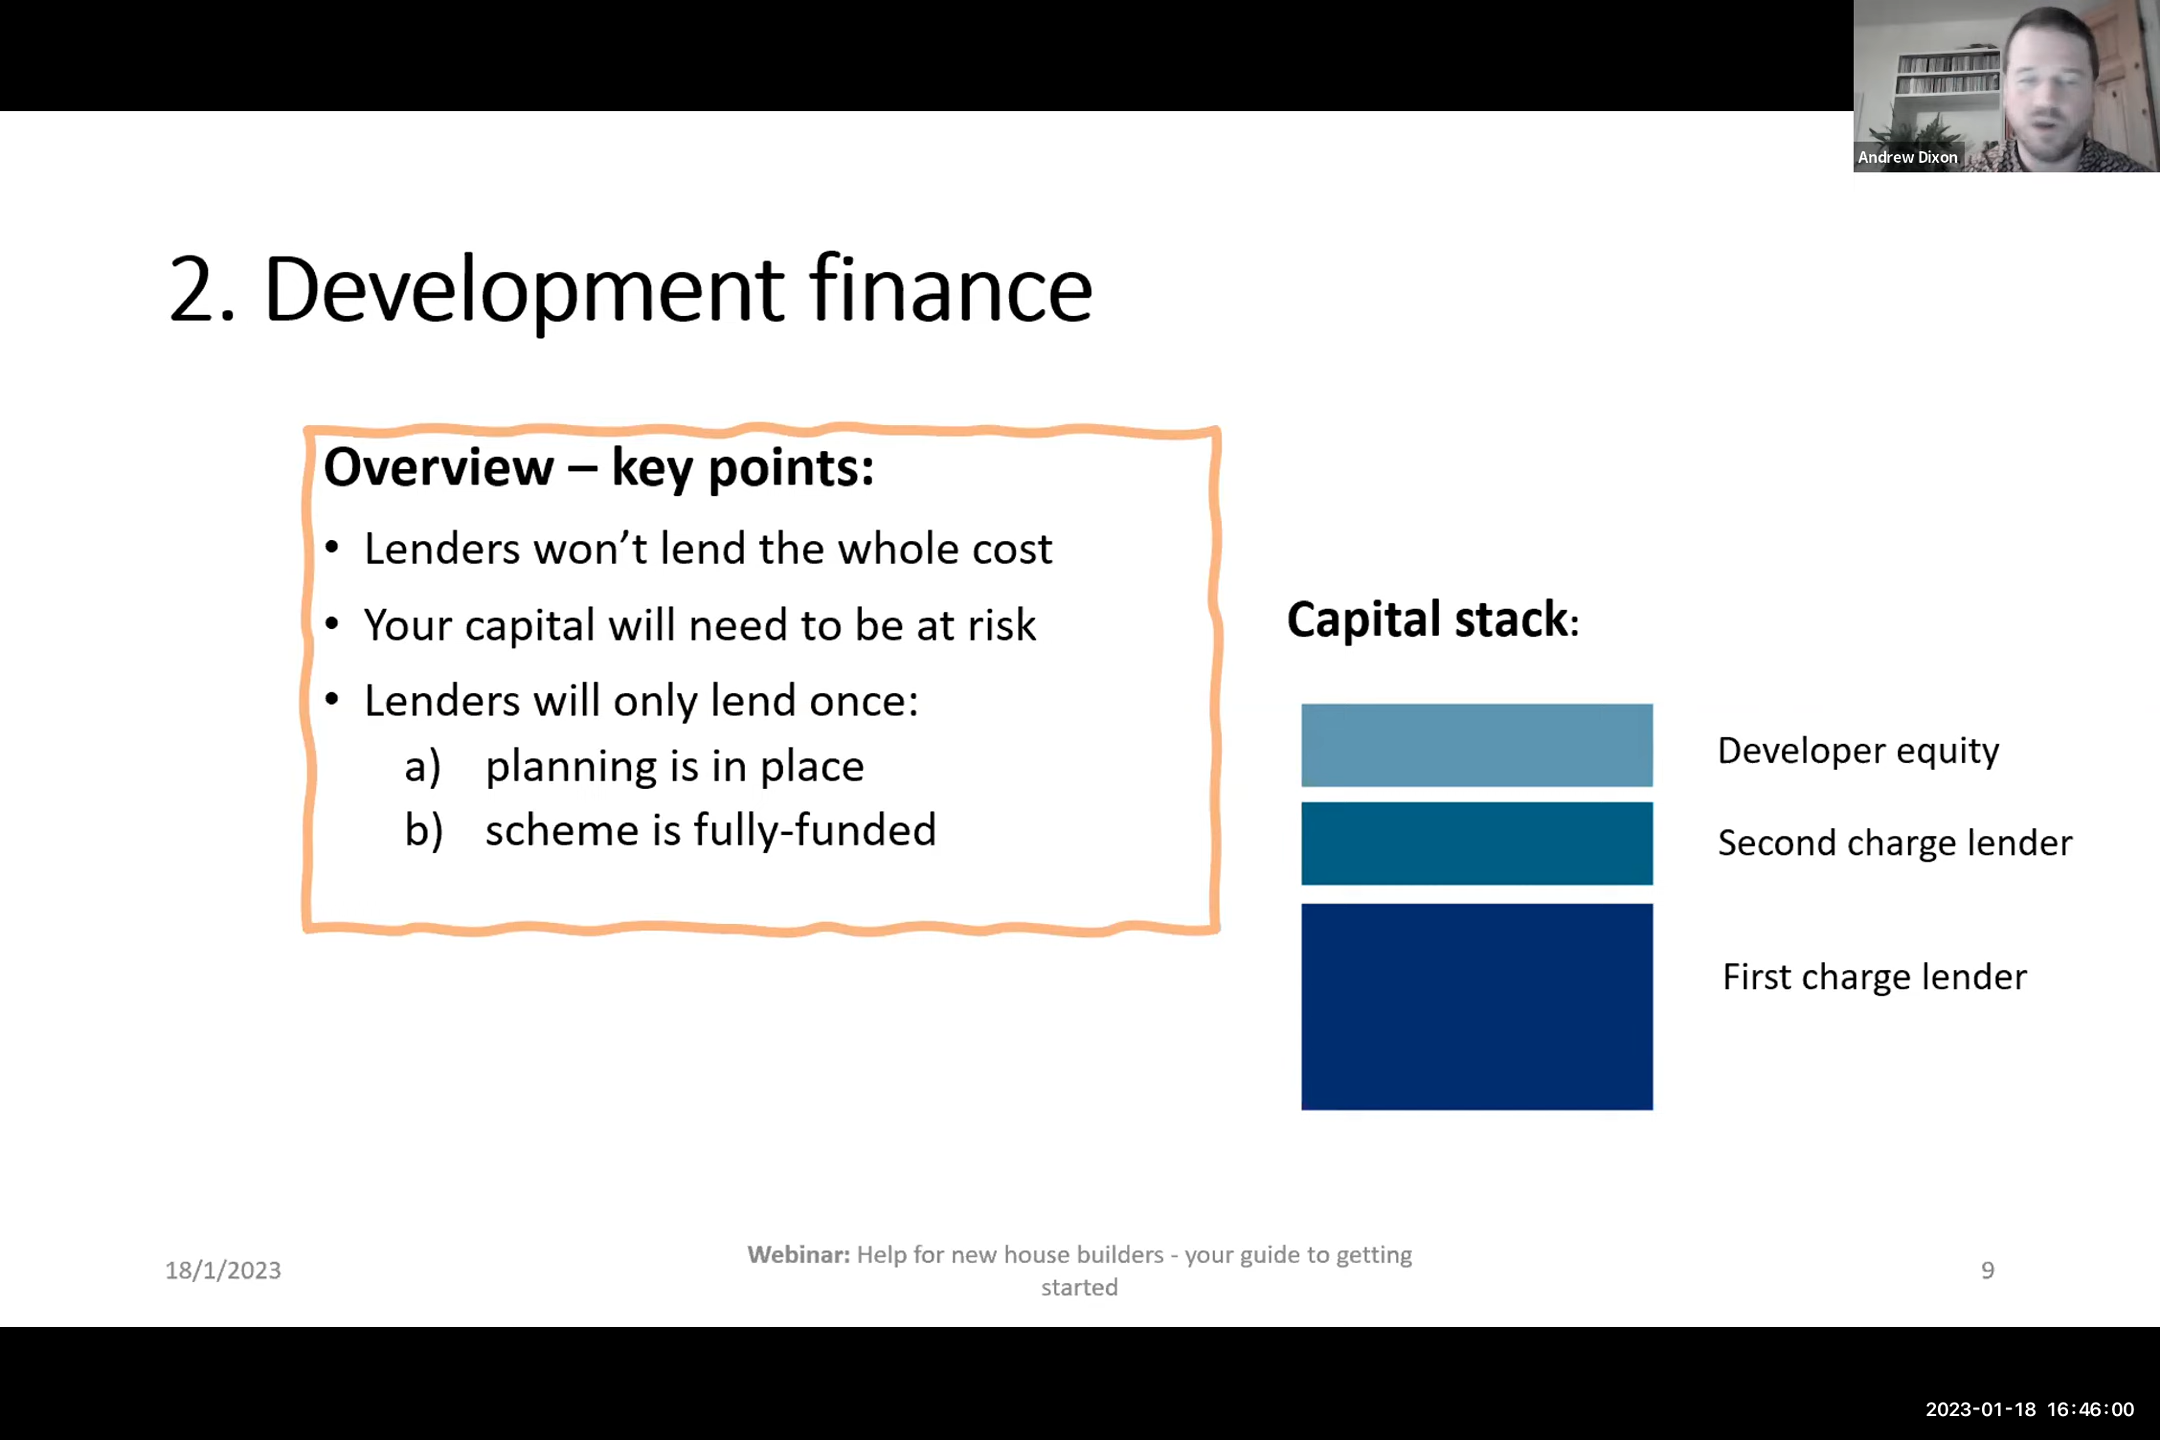 Andrew Dixon
2. Development finance
Overview – key points:
• Lenders won’t lend the whole cost
• Your capital will need to be at risk
• Lenders will only lend once:
a) planning is in place
b) scheme is fully-funded
Capital stack:
Developer equity
Second charge lender
First charge lender
18/1/2023
Webinar: Help for new house builders - your guide to getting
started
9
2023-01-18 16:46:00